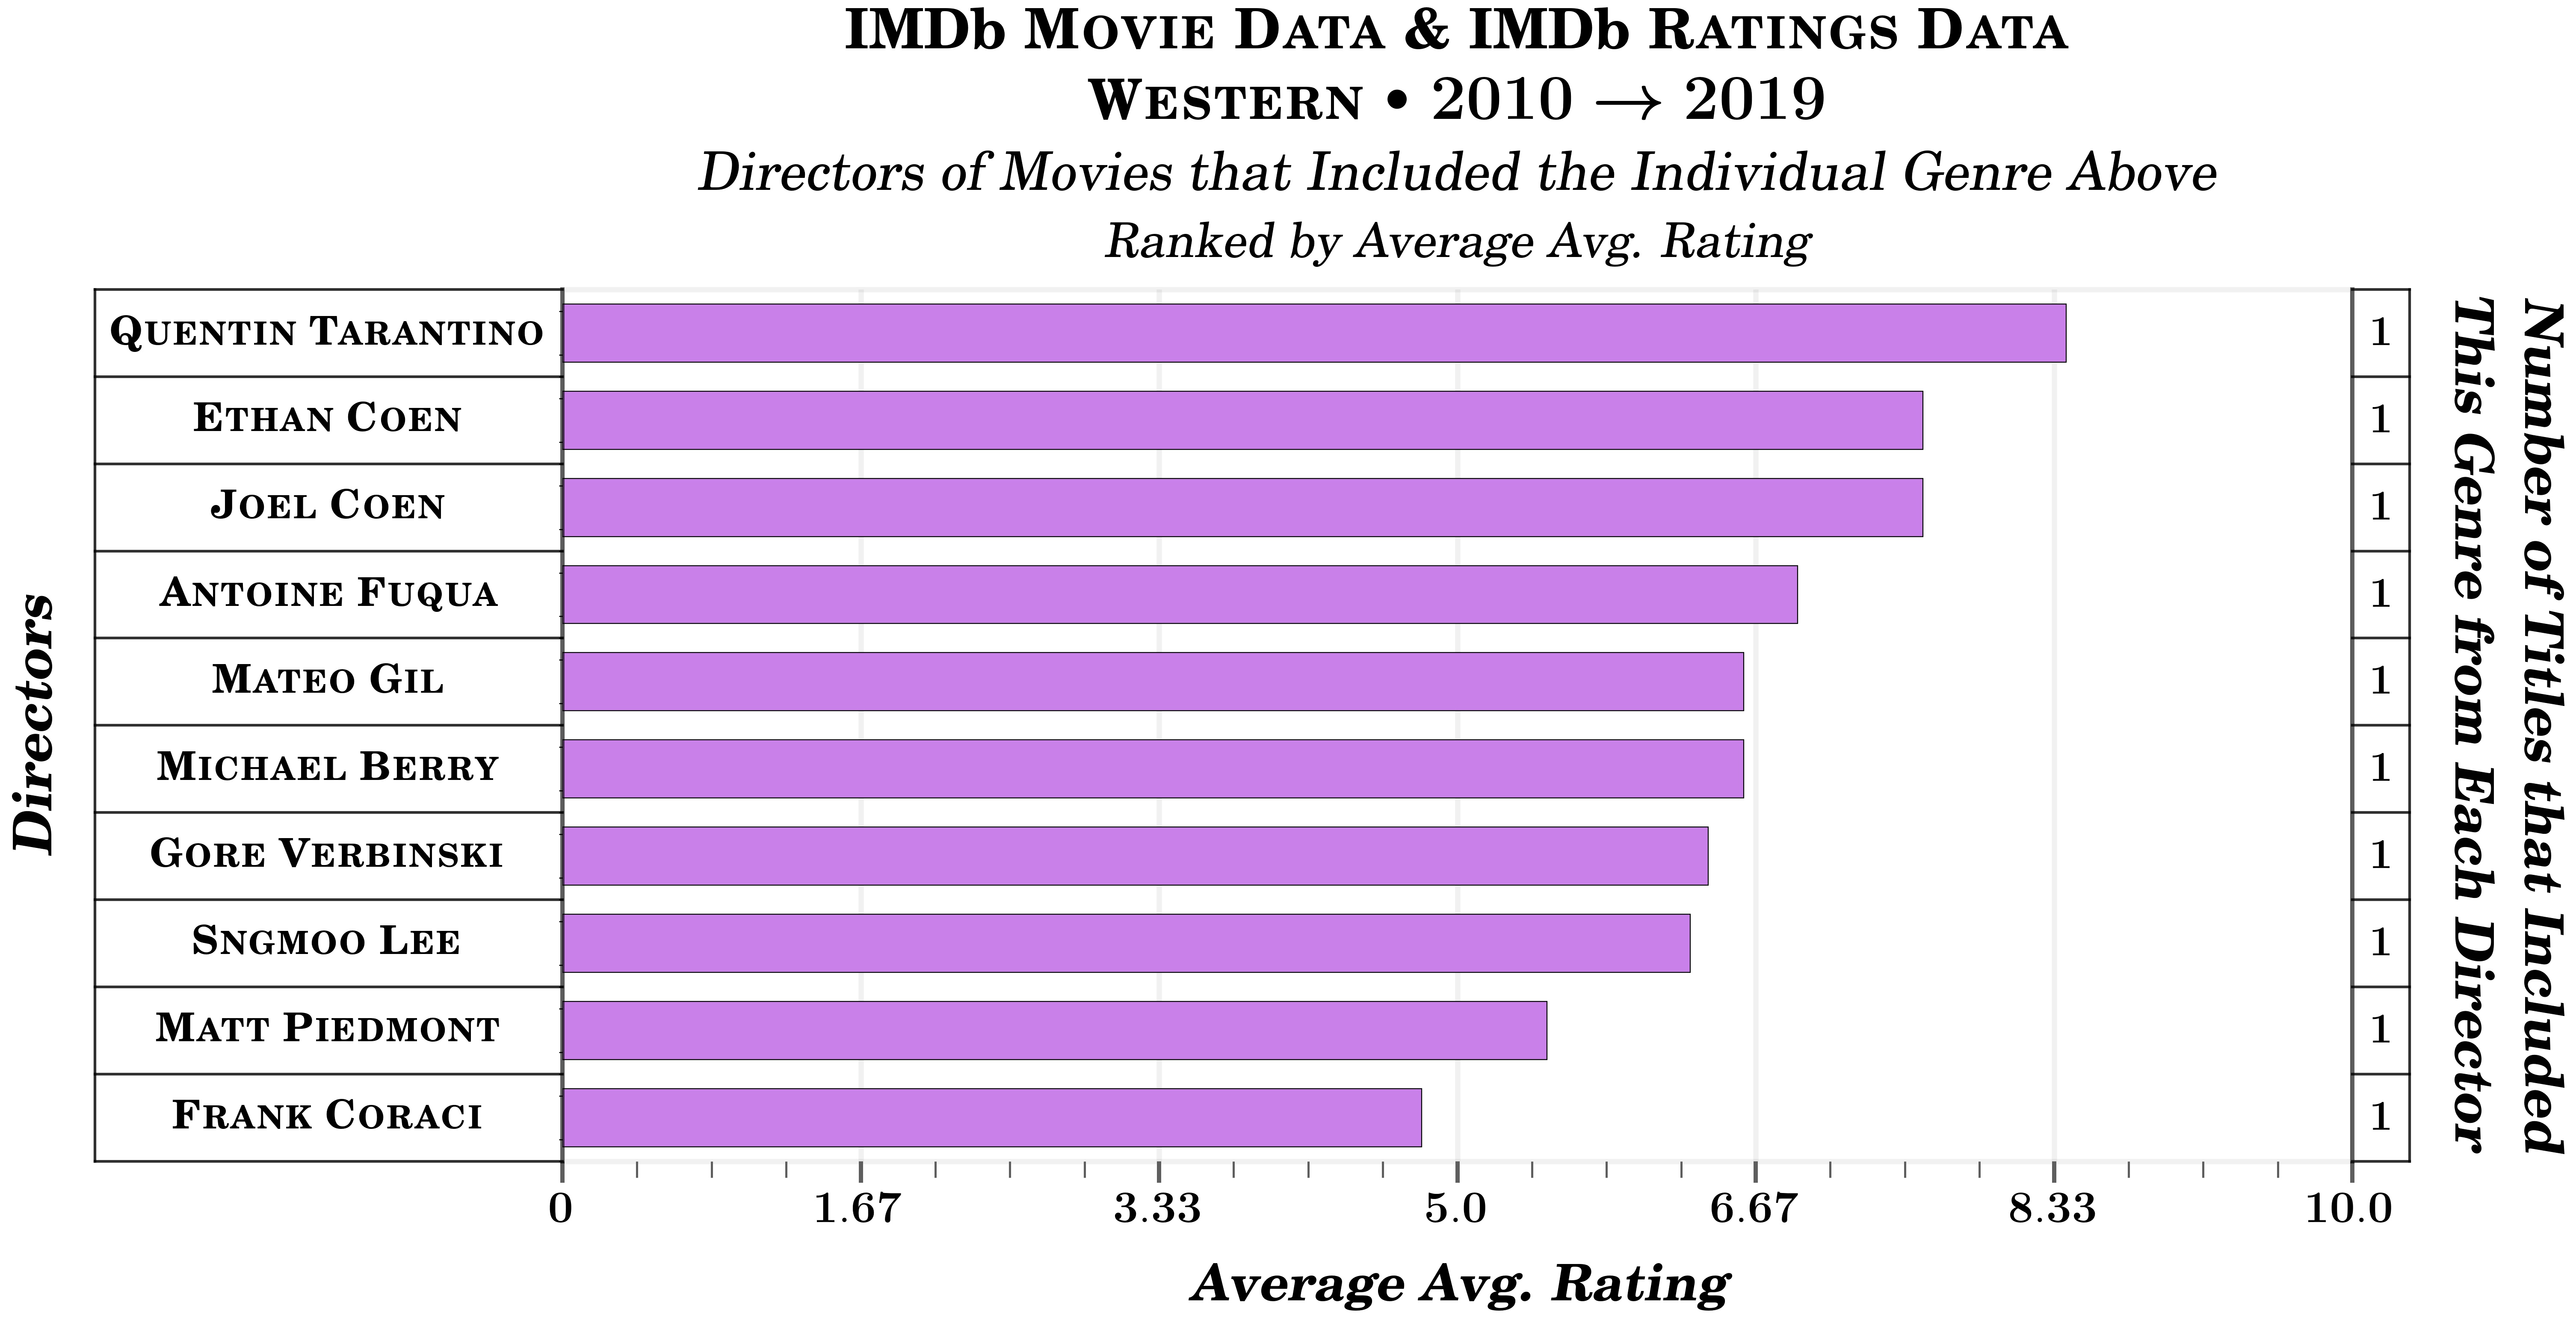 IMDb Movie Data & IMDb Ratings Data
Western • 2010 → 2019
Directors of Movies that Included the Individual Genre Above
Ranked by Average Avg. Rating
Directors
Quentin Tarantino 1
Ethan Coen 1
Joel Coen 1
Antoine Fuqua 1
Mateo Gil 1
Michael Berry 1
Gore Verbinski 1
Sngmoo Lee 1
Matt Piedmont 1
Frank Coraci 1
Number of Titles that Included
This Genre from Each Director
0 1.67 3.33 5.0 6.67 8.33 10.0
Average Avg. Rating